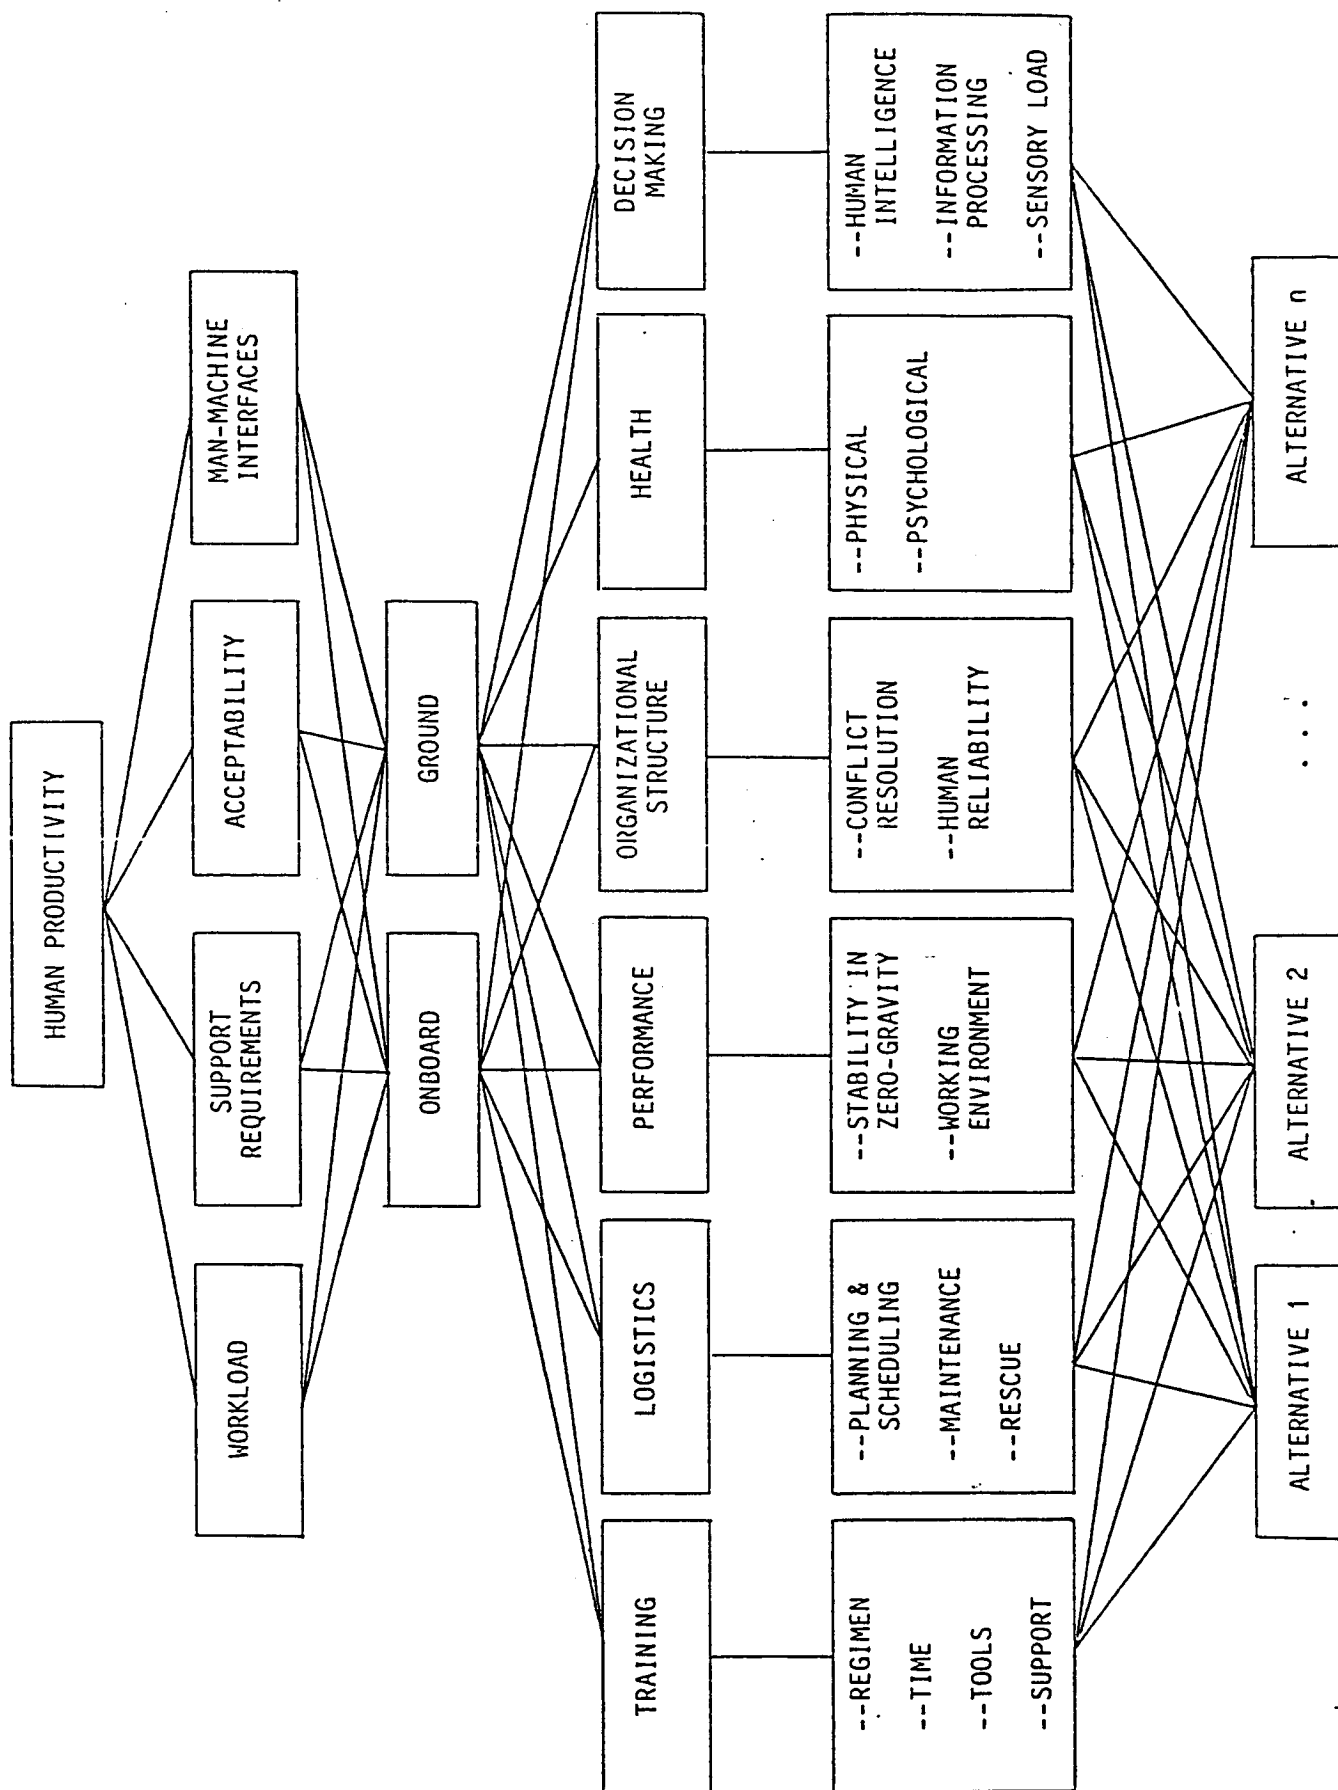 HUMAN PRODUCTIVITY
WORKLOAD
SUPPORT
REQUIREMENTS
ACCEPTABILITY
MAN-MACHINE
INTERFACES
ONBOARD
GROUND
TRAINING
LOGISTICS
PERFORMANCE
ORGANIZATIONAL
STRUCTURE
HEALTH
DECISION
MAKING
--REGIMEN
--TIME
--TOOLS
--SUPPORT
--PLANNING &
SCHEDULING
--MAINTENANCE
--RESCUE
--STABILITY IN
ZERO-GRAVITY
--WORKING
ENVIRONMENT
--CONFLICT
RESOLUTION
--HUMAN
RELIABILITY
--PHYSICAL
--PSYCHOLOGICAL
--HUMAN
INTELLIGENCE
--INFORMATION
PROCESSING
--SENSORY LOAD
ALTERNATIVE 1
ALTERNATIVE 2
. . .
ALTERNATIVE n